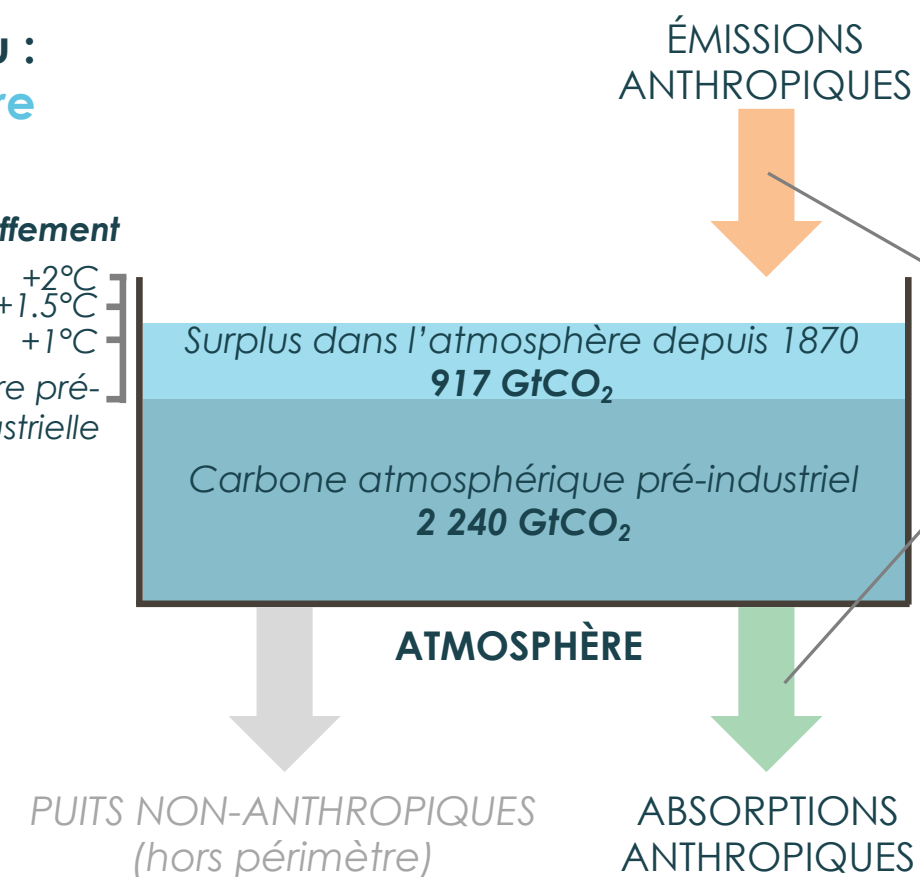 u :
re
ÉMISSIONS
ANTHROPIQUES
ffement
+2°C
+1.5°C
+1°C
re pré-
ustrielle
Surplus dans l’atmosphère depuis 1870
917 GtCO₂
Carbone atmosphérique pré-industriel
2 240 GtCO₂
ATMOSPHÈRE
PUITS NON-ANTHROPIQUES
(hors périmètre)
ABSORPTIONS
ANTHROPIQUES